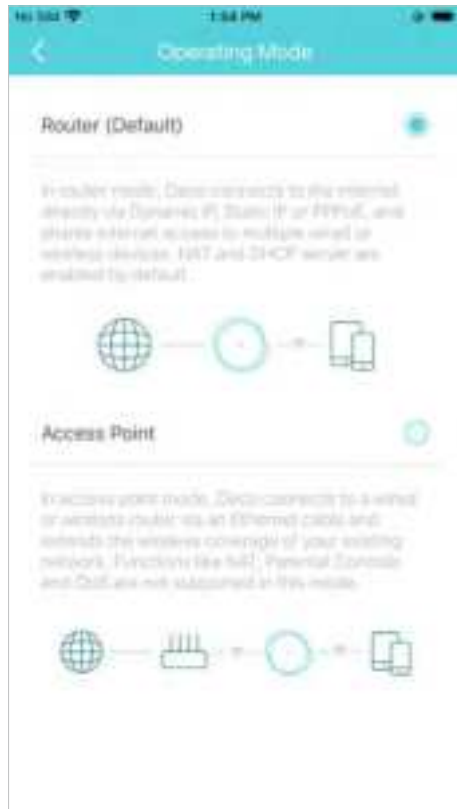 No SIM 1:54 PM
Operating Mode
Router (Default)
In router mode, Deco connects to the internet
directly via Dynamic IP, Static IP or PPPoE, and
shares internet access to multiple wired or
wireless devices. NAT and DHCP server are
enabled by default.
Access Point
In access point mode, Deco connects to a wired
or wireless router via an Ethernet cable and
extends the wireless coverage of your existing
network. Functions like NAT, Parental Controls
and QoS are not supported in this mode.